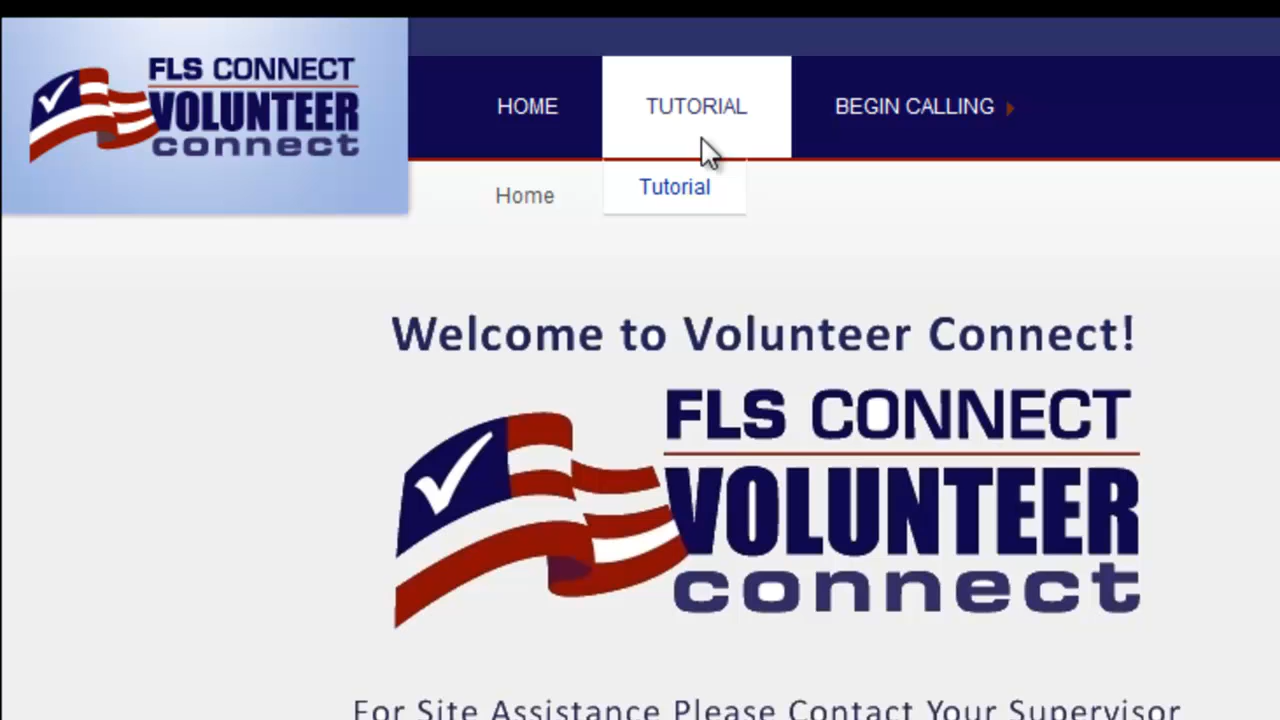 FLS CONNECT
VOLUNTEER
connect
HOME
TUTORIAL
BEGIN CALLING
Home
Tutorial
Welcome to Volunteer Connect!
FLS CONNECT
VOLUNTEER
connect
For Site Assistance Please Contact Your Supervisor